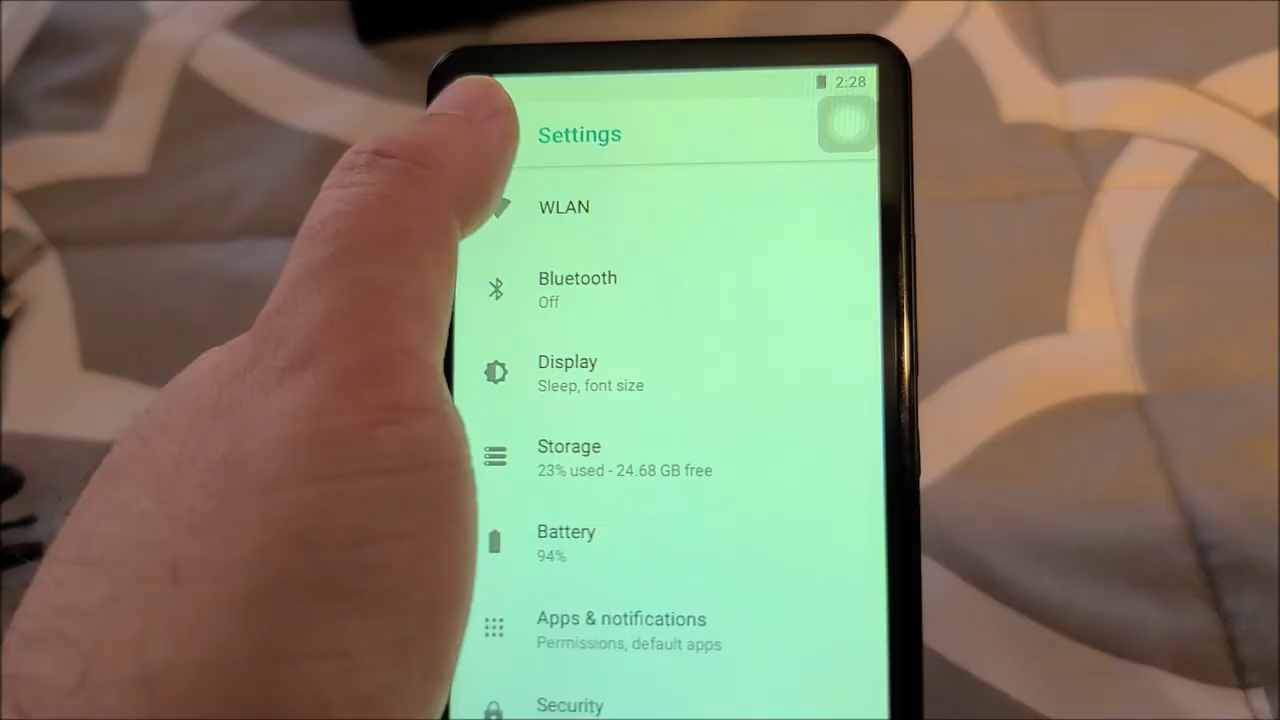 2:28
Settings
WLAN
Bluetooth
Off
Display
Sleep, font size
Storage
23% used - 24.68 GB free
Battery
94%
Apps & notifications
Permissions, default apps
Security